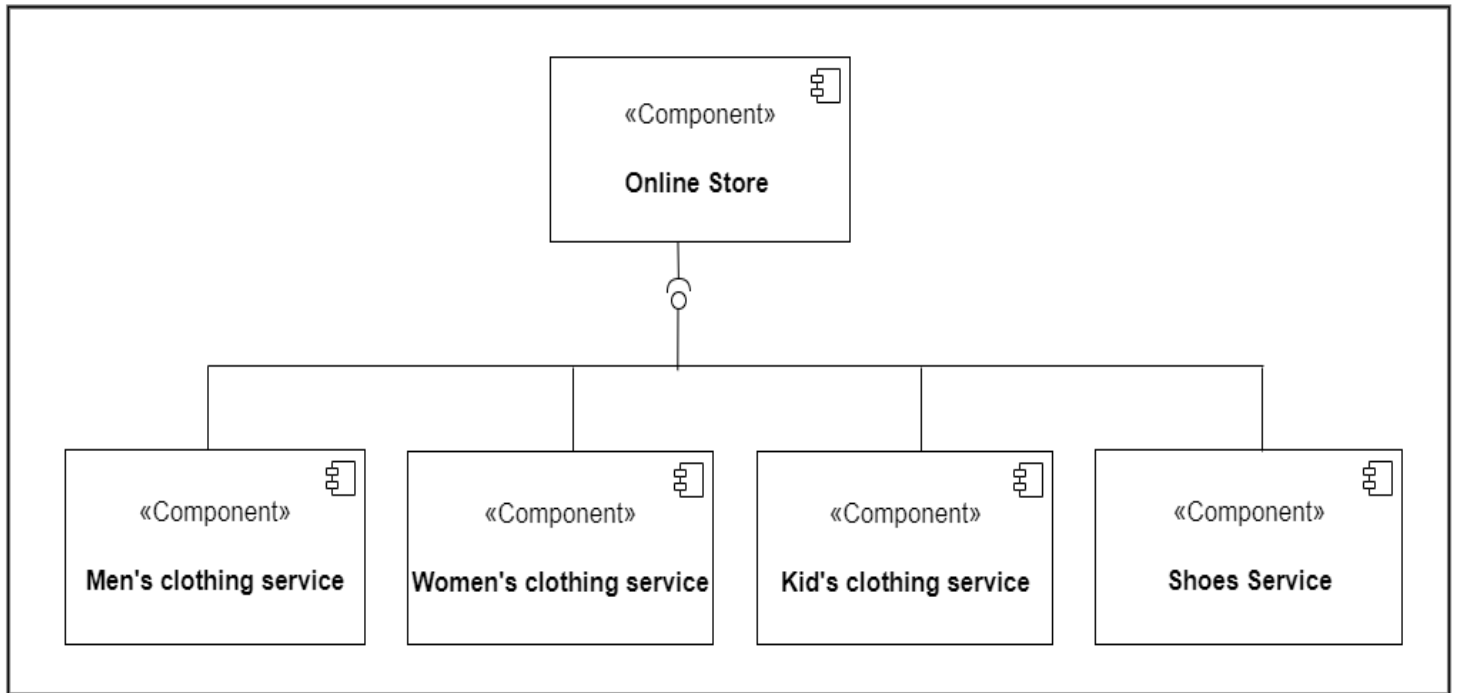 «Component»
Online Store
«Component»
Men's clothing service
«Component»
Women's clothing service
«Component»
Kid's clothing service
«Component»
Shoes Service